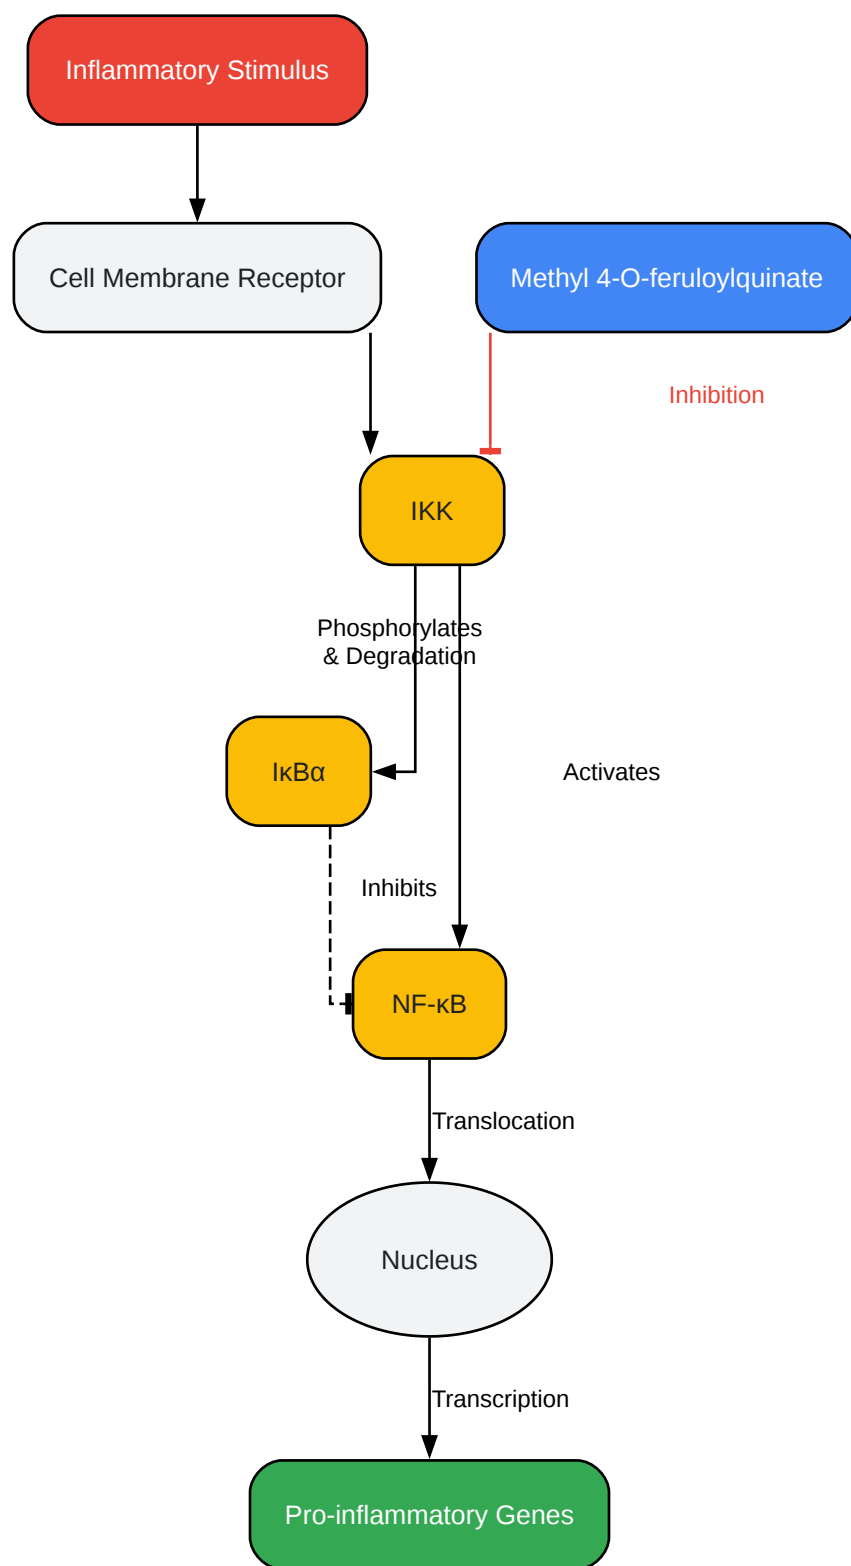 Inflammatory Stimulus
Cell Membrane Receptor
Methyl 4-O-feruloylquinate
Inhibition
IKK
Phosphorylates
& Degradation
IκBα
Activates
Inhibits
NF-κB
Translocation
Nucleus
Transcription
Pro-inflammatory Genes